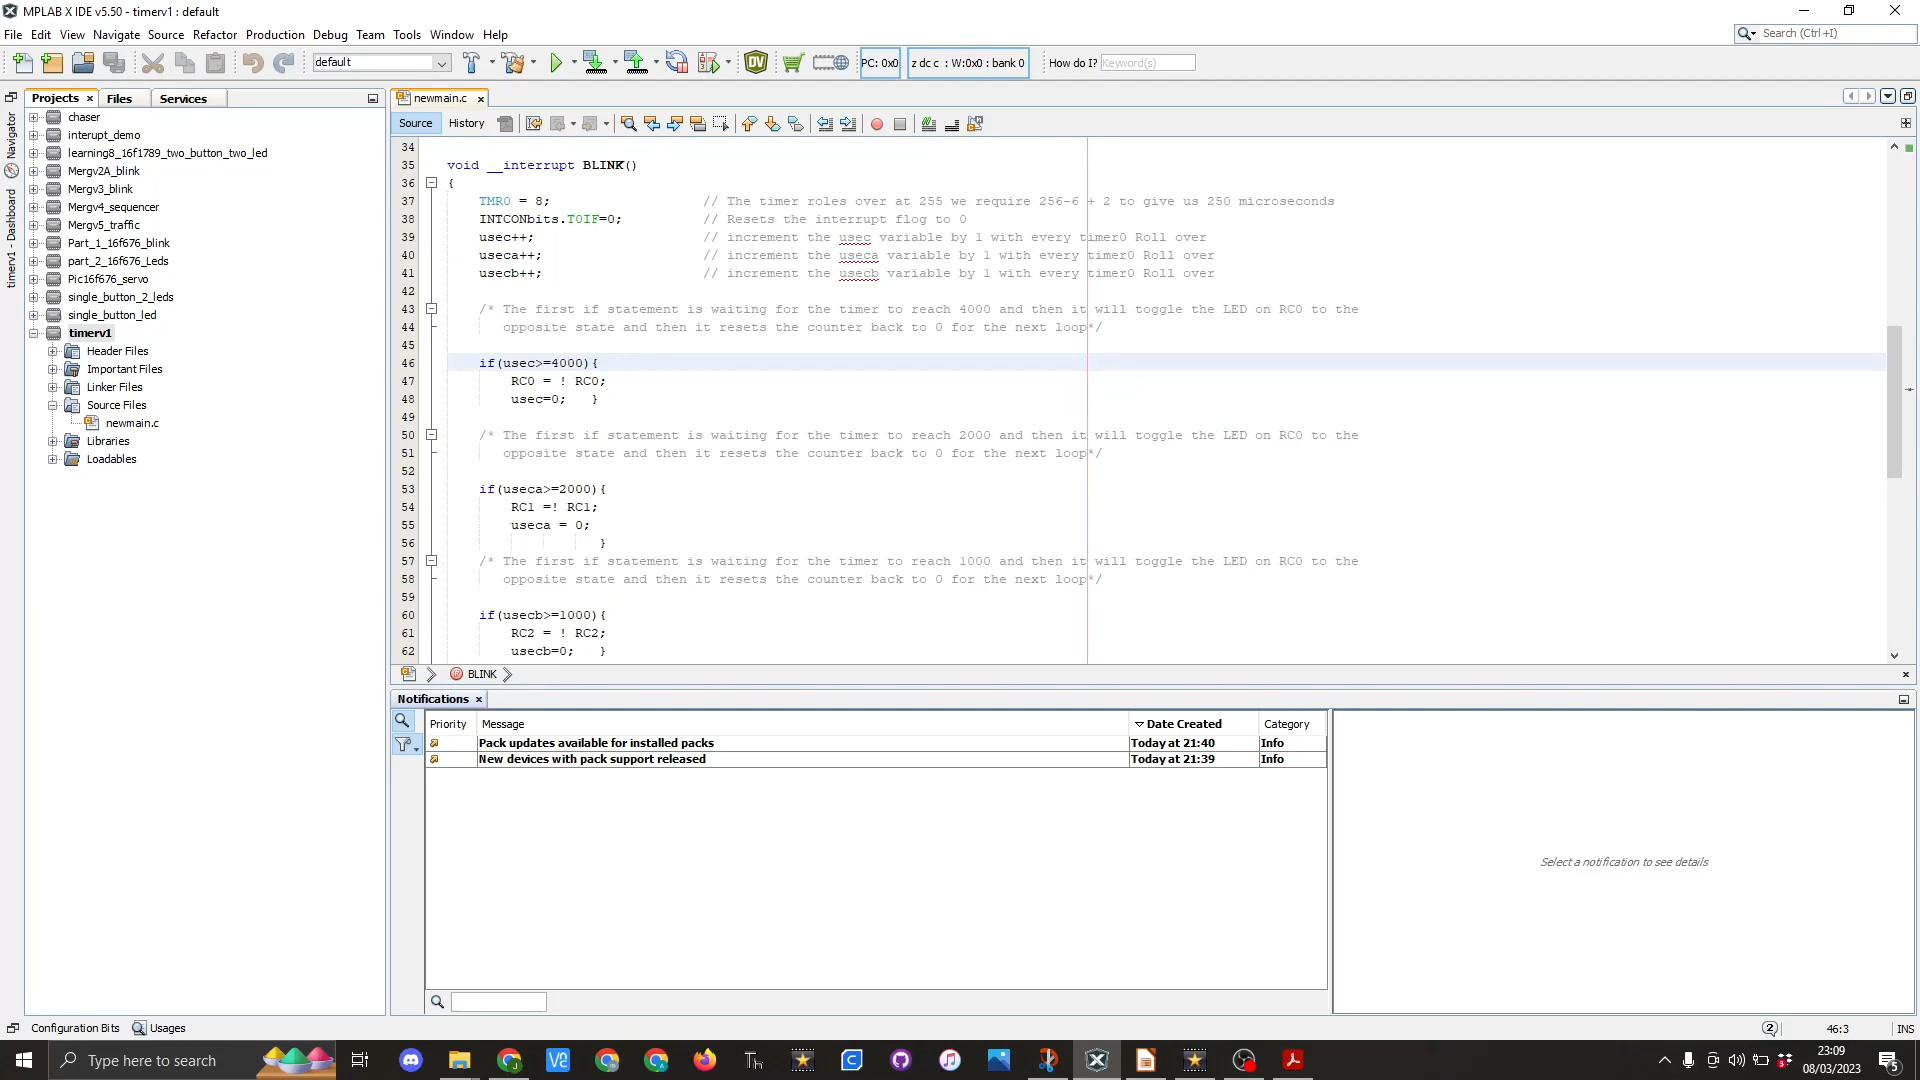 MPLAB X IDE v5.50 - timerv1 : default
File Edit View Navigate Source Refactor Production Debug Team Tools Window Help
Search (Ctrl+I)
default
PC: 0x0
z dc c : W:0x0 : bank 0
How do I? Keyword(s)
Projects Files Services
newmain.c
Source History
Navigator
timerv1 - Dashboard
chaser
interupt_demo
learning8_16f1789_two_button_two_led
Mergv2A_blink
Mergv3_blink
Mergv4_sequencer
Mergv5_traffic
Part_1_16f676_blink
part_2_16f676_Leds
Pic16f676_servo
single_button_2_leds
single_button_led
timerv1
Header Files
Important Files
Linker Files
Source Files
newmain.c
Libraries
Loadables
34
35 void __interrupt BLINK()
36 {
37 TMR0 = 8; // The timer roles over at 255 we require 256-6 + 2 to give us 250 microseconds
38 INTCONbits.T0IF=0; // Resets the interrupt flog to 0
39 usec++; // increment the usec variable by 1 with every timer0 Roll over
40 useca++; // increment the useca variable by 1 with every timer0 Roll over
41 usecb++; // increment the usecb variable by 1 with every timer0 Roll over
42
43 /* The first if statement is waiting for the timer to reach 4000 and then it will toggle the LED on RC0 to the
44 opposite state and then it resets the counter back to 0 for the next loop*/
45
46 if(usec>=4000){
47 RC0 = ! RC0;
48 usec=0; }
49
50 /* The first if statement is waiting for the timer to reach 2000 and then it will toggle the LED on RC0 to the
51 opposite state and then it resets the counter back to 0 for the next loop*/
52
53 if(useca>=2000){
54 RC1 =! RC1;
55 useca = 0;
56 }
57 /* The first if statement is waiting for the timer to reach 1000 and then it will toggle the LED on RC0 to the
58 opposite state and then it resets the counter back to 0 for the next loop*/
59
60 if(usecb>=1000){
61 RC2 = ! RC2;
62 usecb=0; }
BLINK
Notifications
Priority Message Date Created Category
Pack updates available for installed packs Today at 21:40 Info
New devices with pack support released Today at 21:39 Info
Select a notification to see details
Configuration Bits Usages
2 46:3 INS
Type here to search
23:09
08/03/2023
5